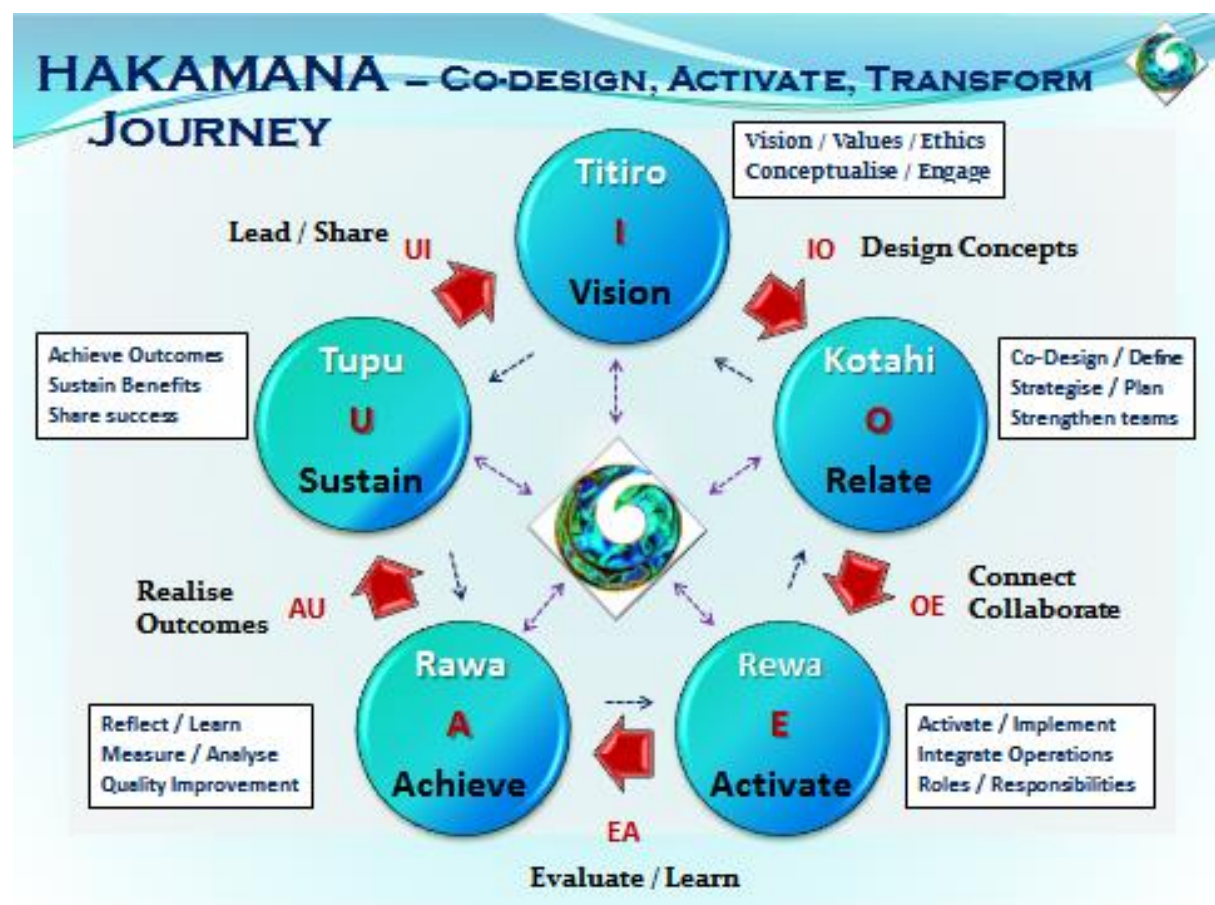 HAKAMANA – CO-DESIGN, ACTIVATE, TRANSFORM
JOURNEY
Titiro
I
Vision
Vision / Values / Ethics
Conceptualise / Engage
IO Design Concepts
Kotahi
O
Relate
Co-Design / Define
Strategise / Plan
Strengthen teams
OE
Connect
Collaborate
Rewa
E
Activate
Activate / Implement
Integrate Operations
Roles / Responsibilities
EA
Evaluate / Learn
Rawa
A
Achieve
Reflect / Learn
Measure / Analyse
Quality Improvement
AU
Realise
Outcomes
Tupu
U
Sustain
Achieve Outcomes
Sustain Benefits
Share success
Lead / Share UI